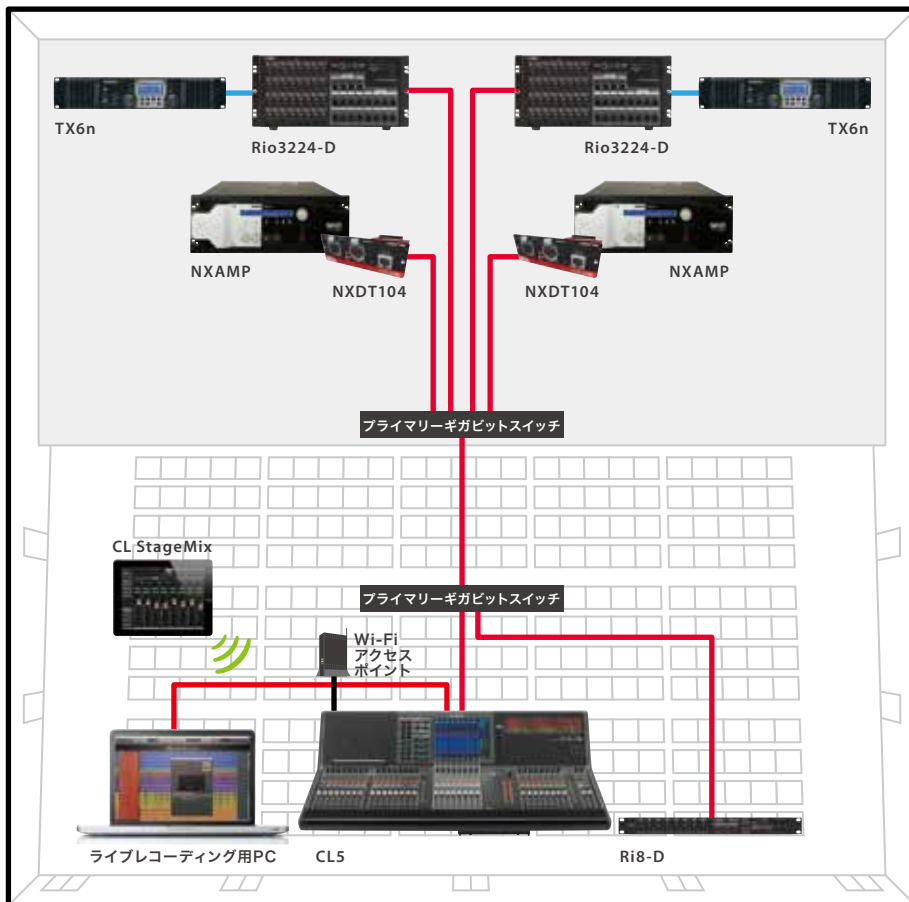 TX6n
Rio3224-D
Rio3224-D
TX6n
NXAMP
NXDT104
NXDT104
NXAMP
プライマリーギガビットスイッチ
CL StageMix
プライマリーギガビットスイッチ
Wi-Fi
アクセス
ポイント
ライブレコーディング用PC
CL5
Ri8-D